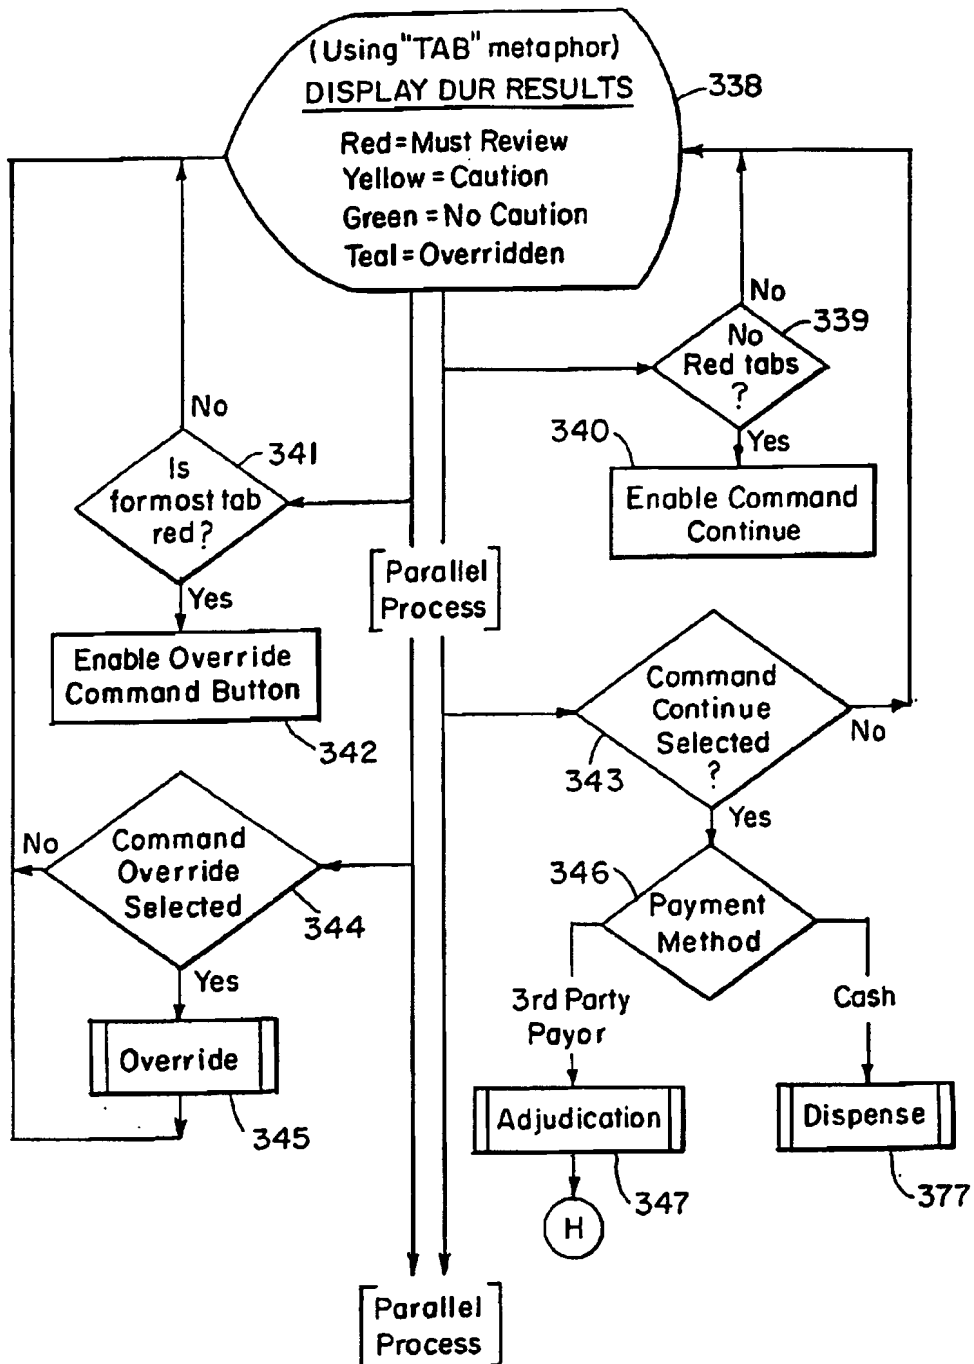 (Using "TAB" metaphor)
DISPLAY DUR RESULTS
Red=Must Review
Yellow=Caution
Green=No Caution
Teal=Overridden
338
No
339
No
Red tabs
?
Yes
340
Enable Command
Continue
No
341
Is
formost tab
red?
Yes
Enable Override
Command Button
342
[Parallel
Process]
Command
Continue
Selected
?
343
No
Yes
No
Command
Override
Selected
344
Yes
Override
345
346
Payment
Method
3rd Party
Payor
Cash
Adjudication
347
Dispense
377
H
[Parallel
Process]